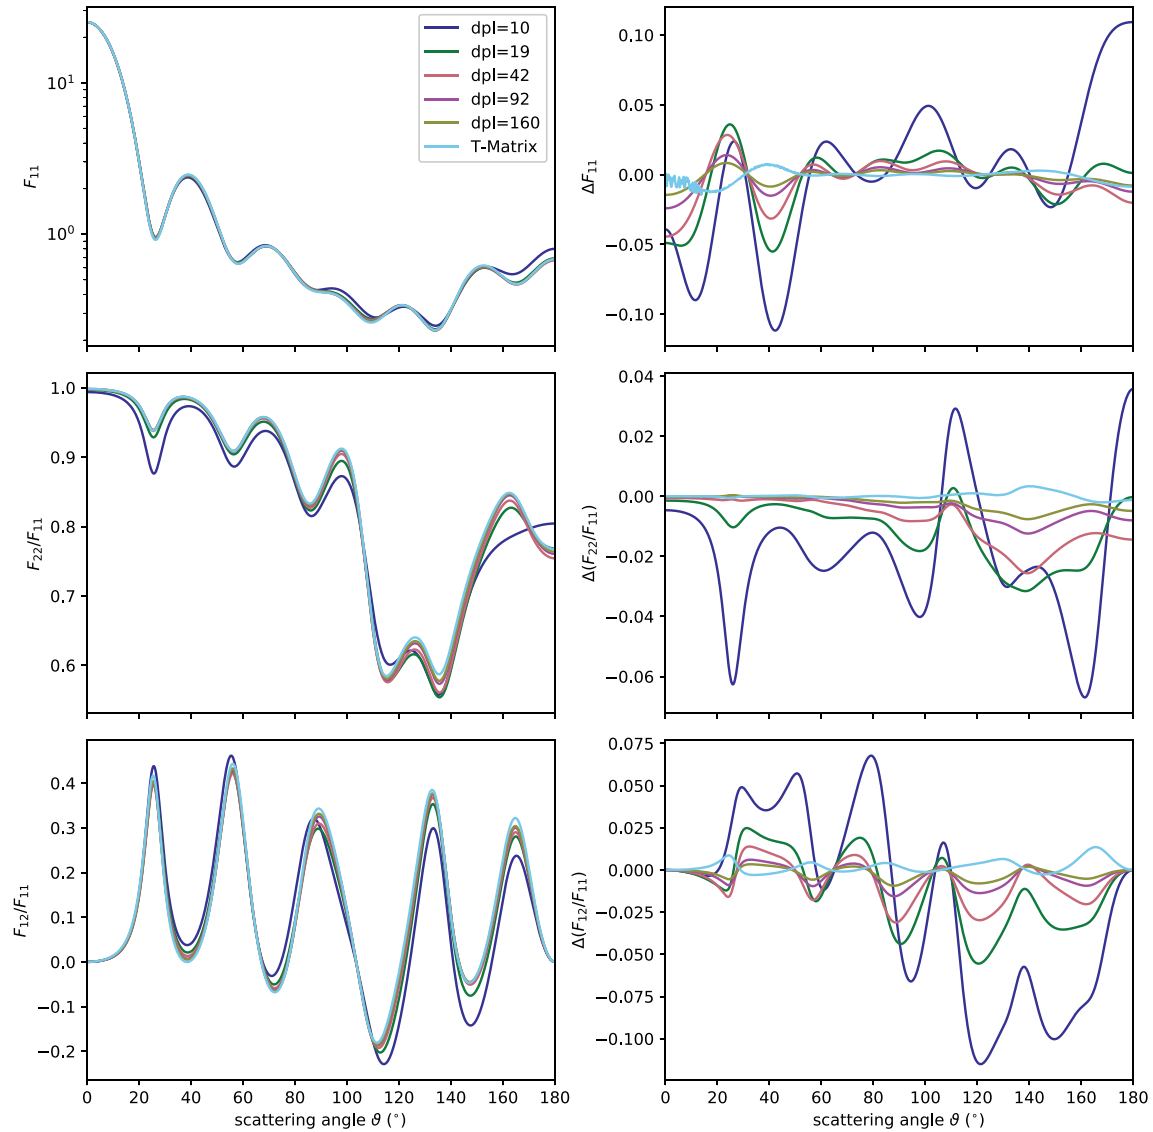 10¹
10⁰
F₁₁
dpl=10
dpl=19
dpl=42
dpl=92
dpl=160
T-Matrix
0.10
0.05
0.00
−0.05
−0.10
ΔF₁₁
1.0
0.9
0.8
0.7
0.6
F₂₂/F₁₁
0.04
0.02
0.00
−0.02
−0.04
−0.06
Δ(F₂₂/F₁₁)
0.4
0.3
0.2
0.1
0.0
−0.1
−0.2
F₁₂/F₁₁
0 20 40 60 80 100 120 140 160 180
scattering angle ϑ (°)
0.075
0.050
0.025
0.000
−0.025
−0.050
−0.075
−0.100
Δ(F₁₂/F₁₁)
0 20 40 60 80 100 120 140 160 180
scattering angle ϑ (°)